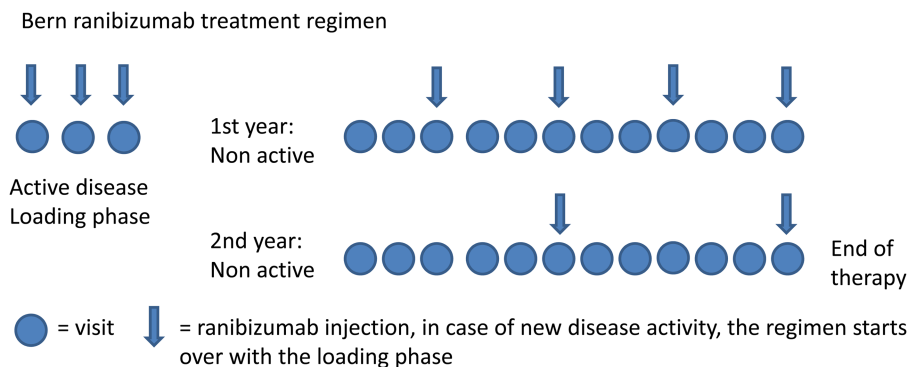 Bern ranibizumab treatment regimen
Active disease
Loading phase
1st year:
Non active
2nd year:
Non active
End of
therapy
= visit
= ranibizumab injection, in case of new disease activity, the regimen starts
over with the loading phase